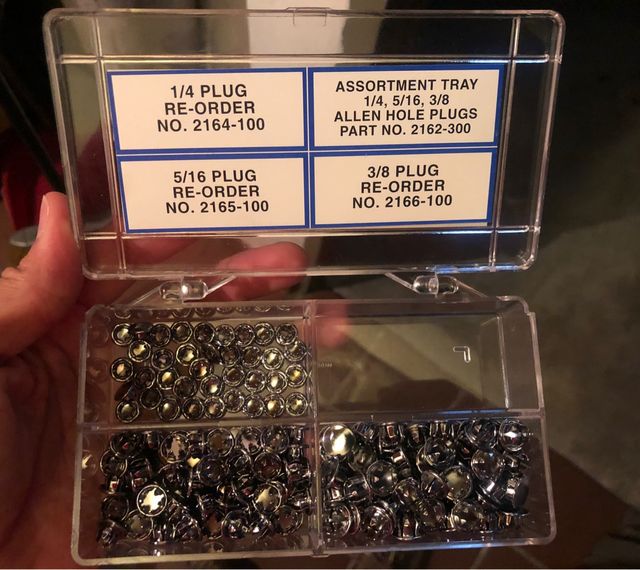 1/4 PLUG
RE-ORDER
NO. 2164-100
ASSORTMENT TRAY
1/4, 5/16, 3/8
ALLEN HOLE PLUGS
PART NO. 2162-300
5/16 PLUG
RE-ORDER
NO. 2165-100
3/8 PLUG
RE-ORDER
NO. 2166-100